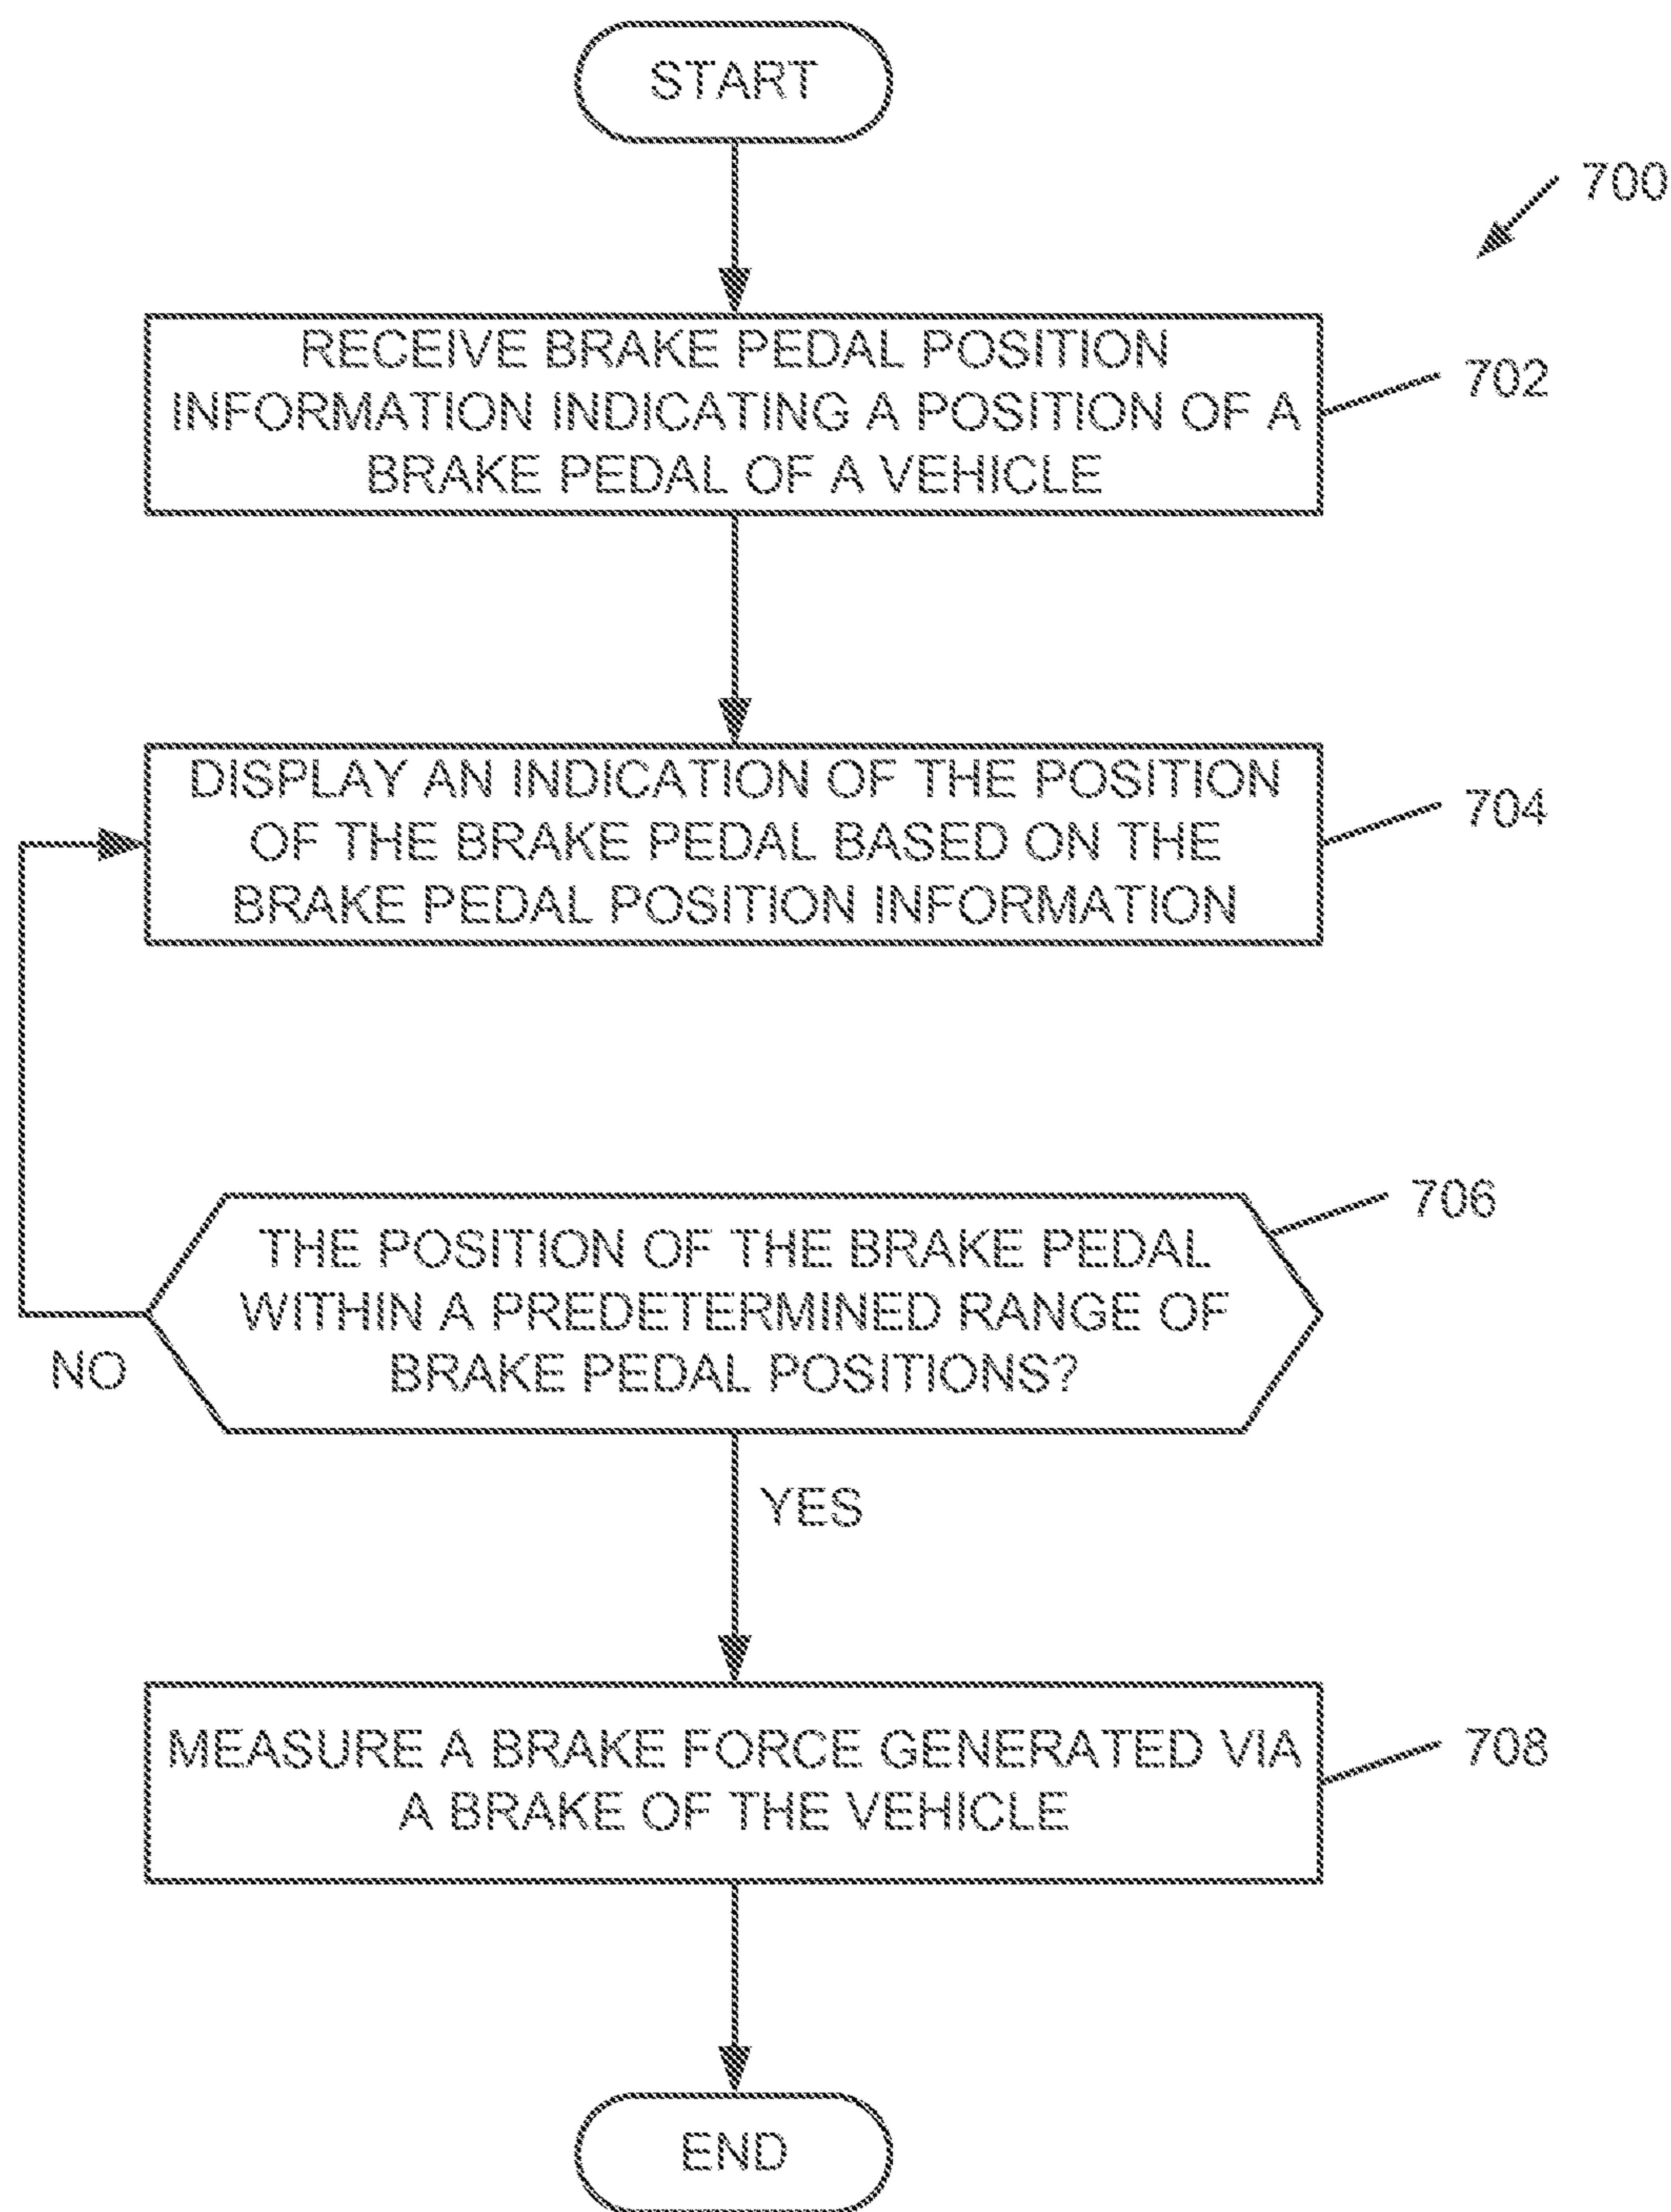 START
700
RECEIVE BRAKE PEDAL POSITION
INFORMATION INDICATING A POSITION OF A
BRAKE PEDAL OF A VEHICLE
702
DISPLAY AN INDICATION OF THE POSITION
OF THE BRAKE PEDAL BASED ON THE
BRAKE PEDAL POSITION INFORMATION
704
THE POSITION OF THE BRAKE PEDAL
WITHIN A PREDETERMINED RANGE OF
BRAKE PEDAL POSITIONS?
706
NO
YES
MEASURE A BRAKE FORCE GENERATED VIA
A BRAKE OF THE VEHICLE
708
END